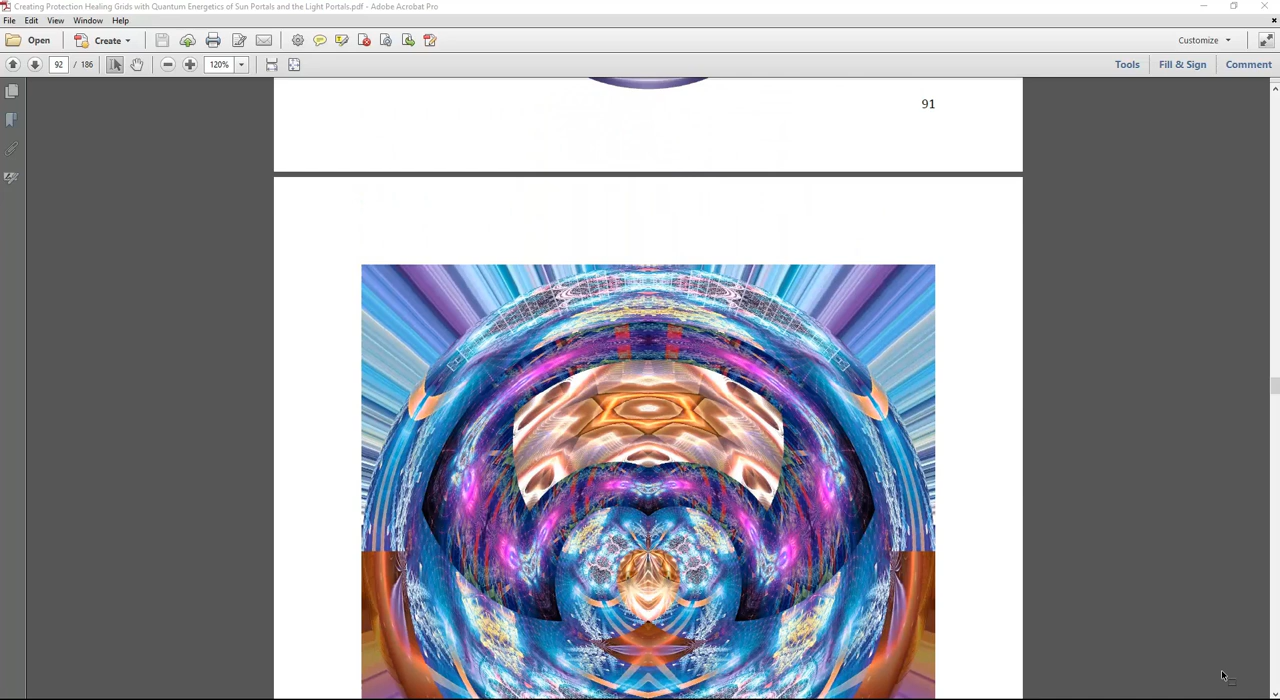 Creating Protection Healing Grids with Quantum Energetics of Sun Portals and the Light Portals.pdf - Adobe Acrobat Pro
File Edit View Window Help
Open Create Customize
92 / 186 120% Tools Fill & Sign Comment
91